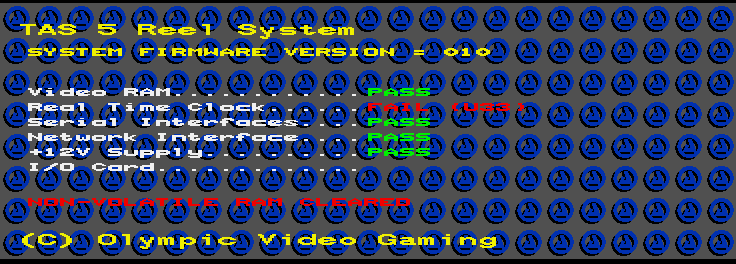 TAS 5 Reel System
SYSTEM FIRMWARE VERSION = 010
Video RAM............PASS
Real Time Clock......FAIL (U33)
Serial Interfaces....PASS
Network Interface....PASS
+12V Supply..........PASS
I/O Card.............
NON-VOLATILE RAM CLEARED
(C) Olympic Video Gaming